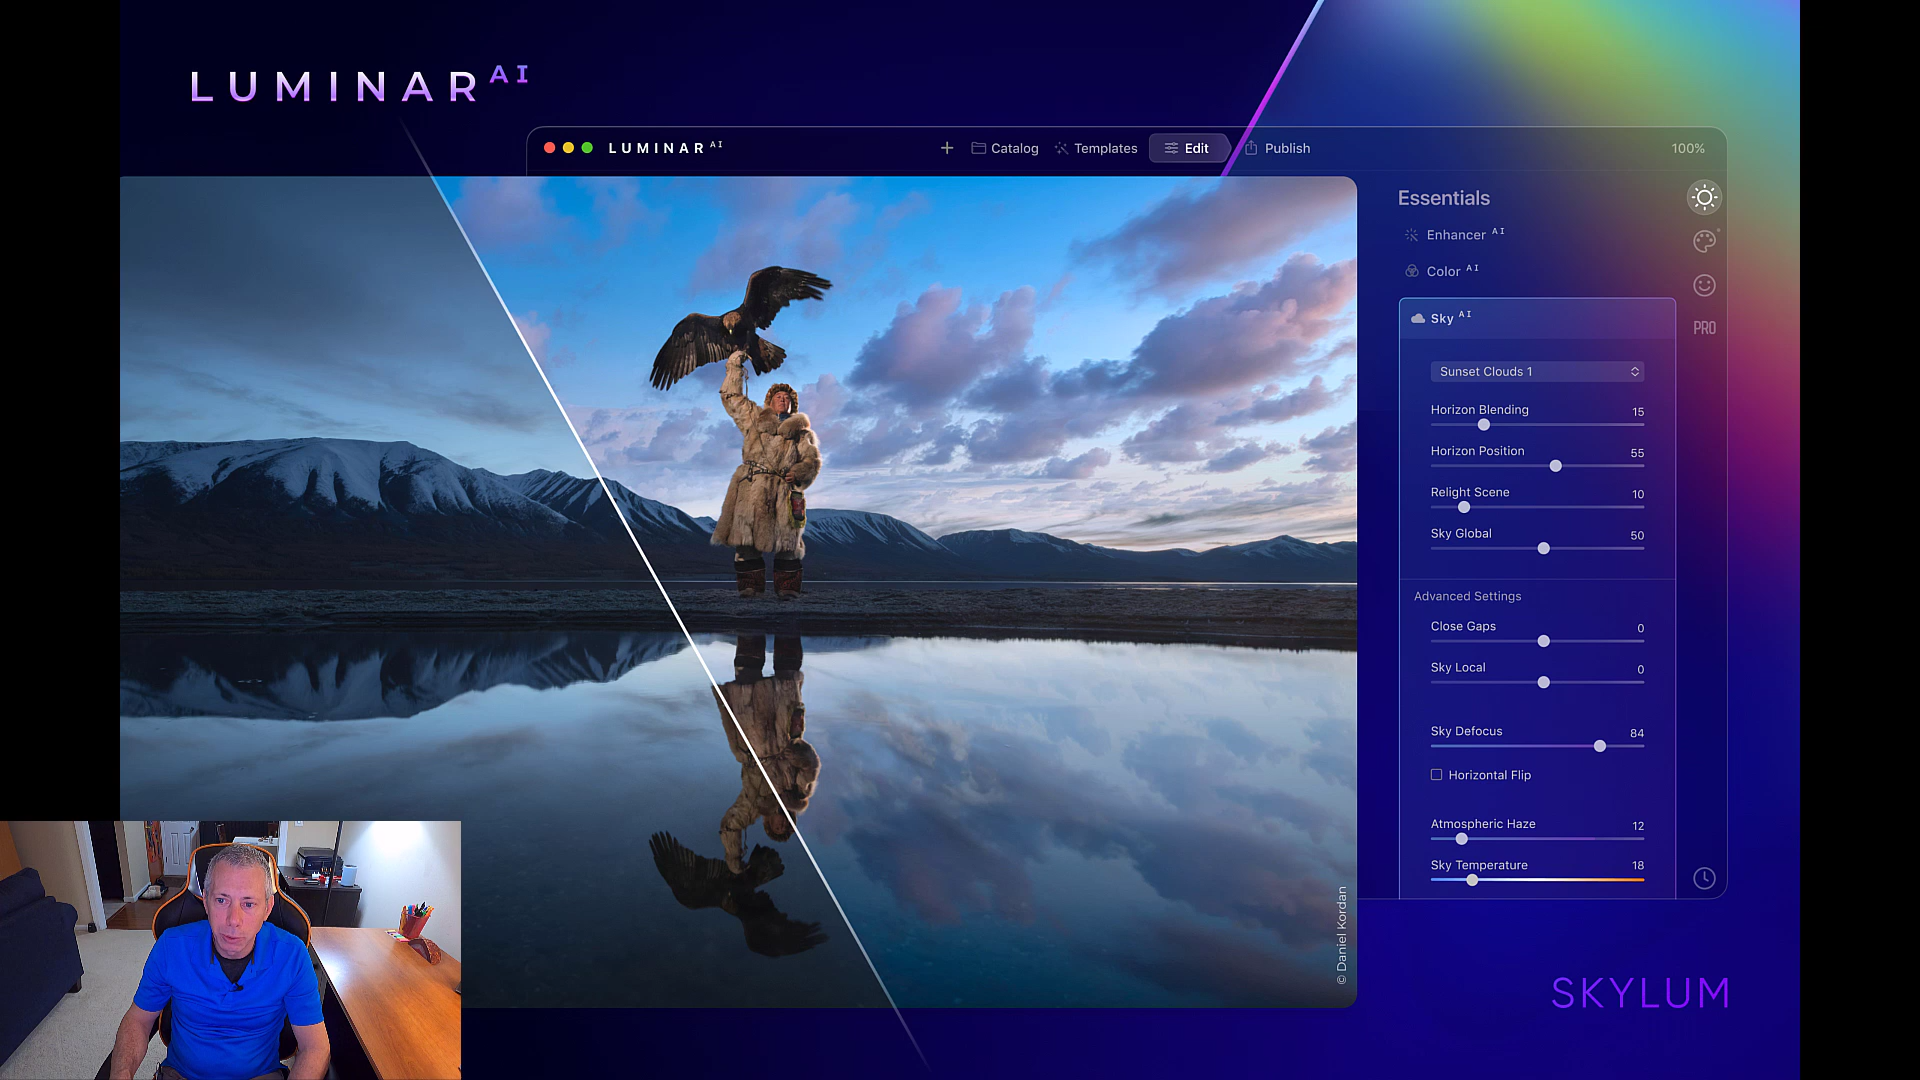 LUMINAR AI
LUMINAR AI
Catalog
Templates
Edit
Publish
100%
Essentials
Enhancer AI
Color AI
Sky AI
PRO
Sunset Clouds 1
Horizon Blending 15
Horizon Position 55
Relight Scene 10
Sky Global 50
Advanced Settings
Close Gaps 0
Sky Local 0
Sky Defocus 84
Horizontal Flip
Atmospheric Haze 12
Sky Temperature 18
© Daniel Kordan
SKYLUM